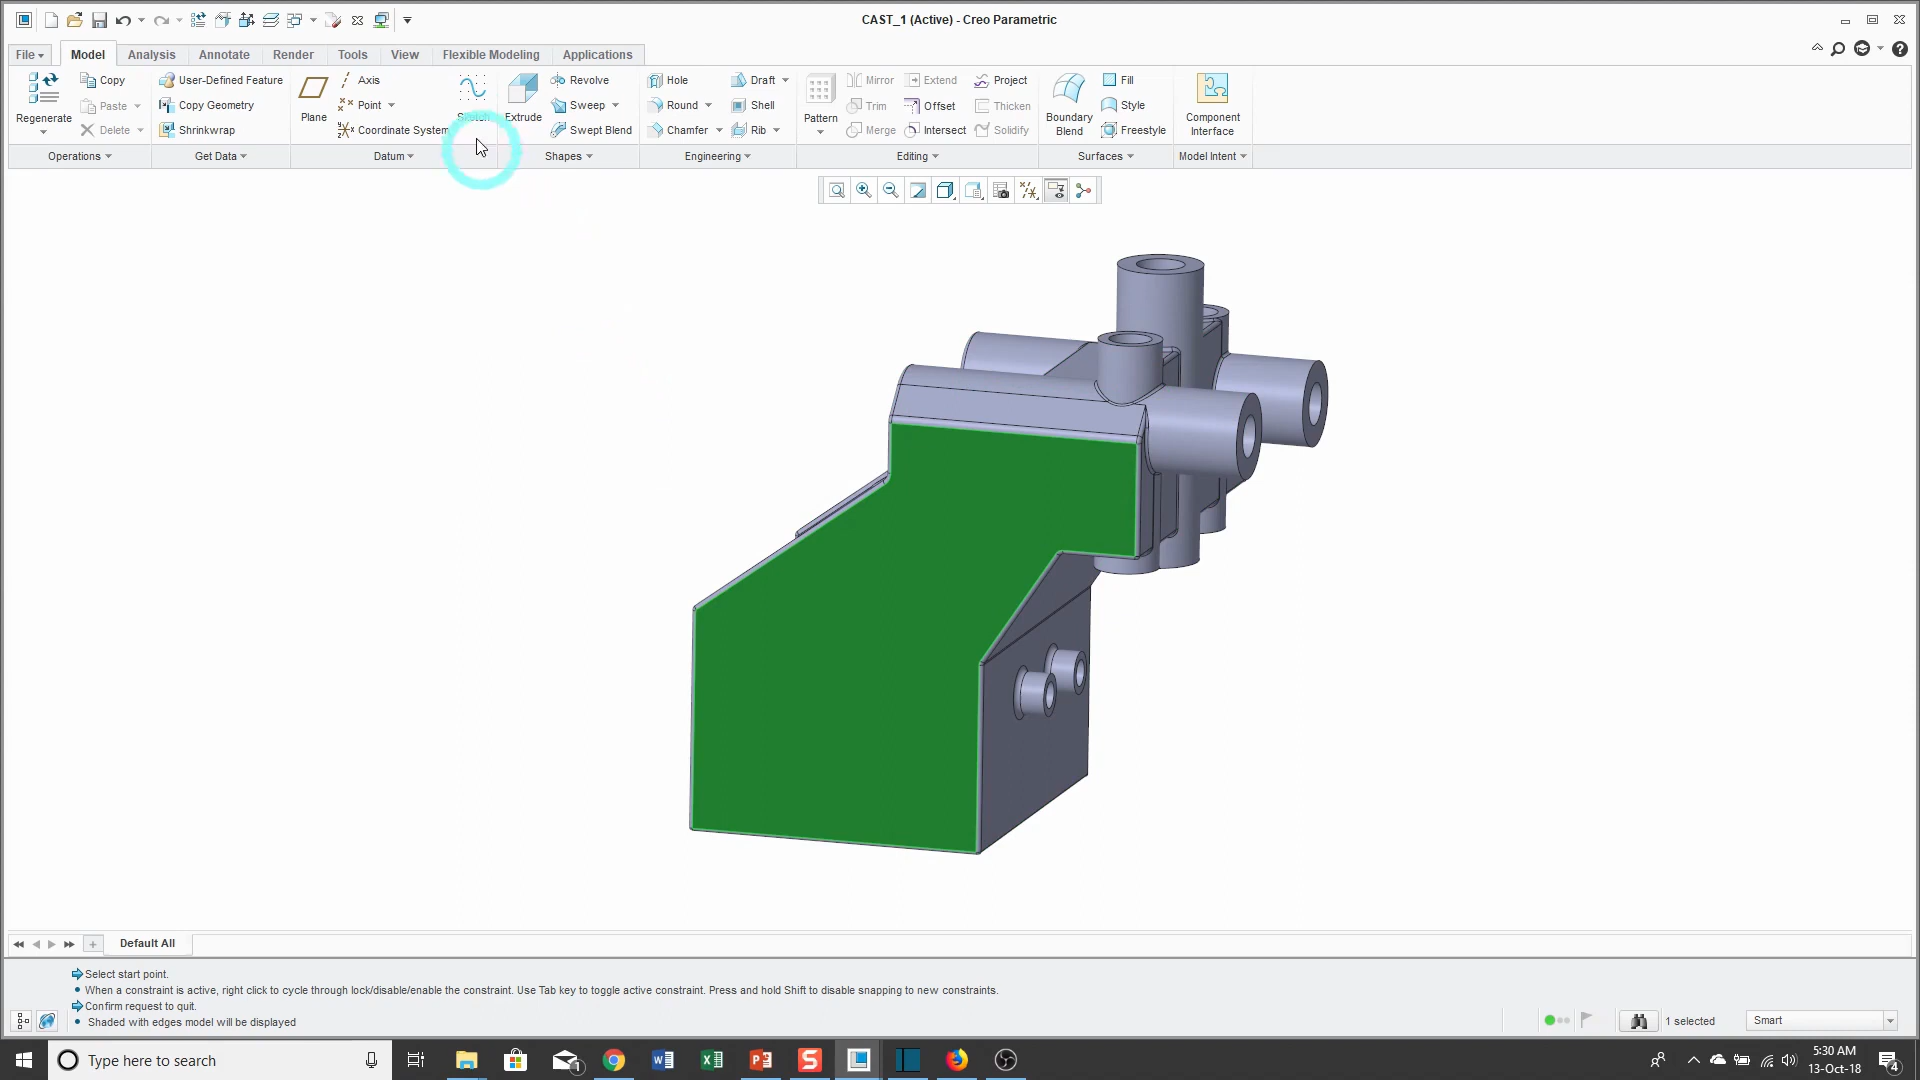 CAST_1 (Active) - Creo Parametric
File Model Analysis Annotate Render Tools View Flexible Modeling Applications
Regenerate Copy Paste Delete
User-Defined Feature Copy Geometry Shrinkwrap
Plane Axis Point Coordinate System Sketch
Extrude Revolve Sweep Swept Blend
Hole Round Chamfer Draft Shell Rib
Pattern Mirror Trim Merge Extend Offset Intersect Project Thicken Solidify
Boundary Blend Fill Style Freestyle
Component Interface
Operations Get Data Datum Shapes Engineering Editing Surfaces Model Intent
Default All
Select start point.
When a constraint is active, right click to cycle through lock/disable/enable the constraint. Use Tab key to toggle active constraint. Press and hold Shift to disable snapping to new constraints.
Confirm request to quit.
Shaded with edges model will be displayed
1 selected Smart
Type here to search
5:30 AM
13-Oct-18